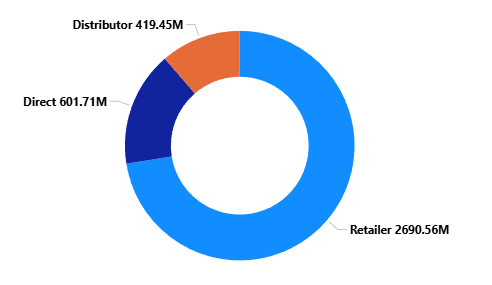 Distributor 419.45M
Direct 601.71M
Retailer 2690.56M